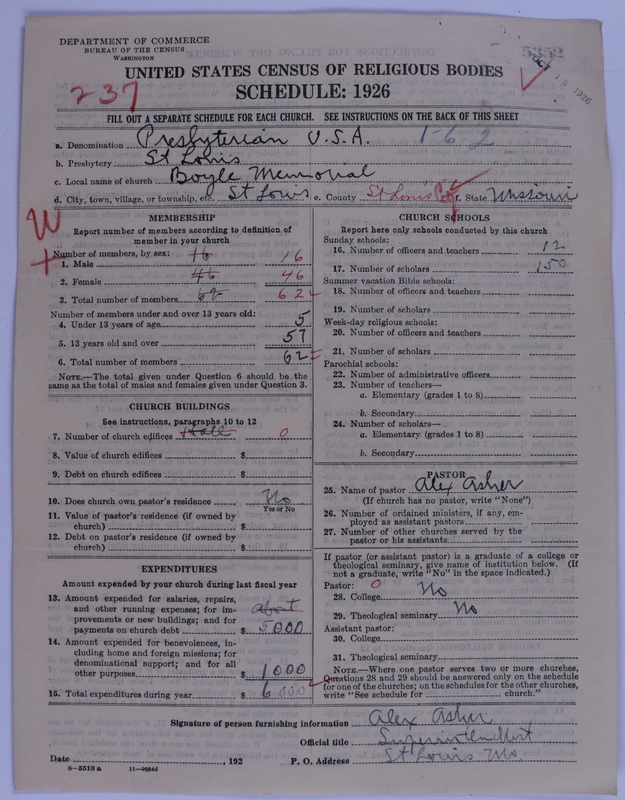 DEPARTMENT OF COMMERCE
BUREAU OF THE CENSUS
WASHINGTON
5352
OCT 18 1926
UNITED STATES CENSUS OF RELIGIOUS BODIES
237
SCHEDULE: 1926
FILL OUT A SEPARATE SCHEDULE FOR EACH CHURCH. SEE INSTRUCTIONS ON THE BACK OF THIS SHEET
a. Denomination Presbyterian U.S.A. 1-6-2
b. Presbytery St Louis
c. Local name of church Boyle Memorial
d. City, town, village, or township, etc. St Louis e. County St Louis City f. State Missouri
W
MEMBERSHIP
Report number of members according to definition of member in your church
Number of members, by sex:
1. Male 16 16
2. Female 46 46
3. Total number of members 62 62
Number of members under and over 13 years old:
4. Under 13 years of age 5
5. 13 years old and over 57
6. Total number of members 62
NOTE.—The total given under Question 6 should be the
same as the total of males and females given under Question 3.
CHURCH BUILDINGS
See instructions, paragraphs 10 to 12
7. Number of church edifices Hall 0
8. Value of church edifices $
9. Debt on church edifices $
10. Does church own pastor's residence No
Yes or No
11. Value of pastor's residence (if owned by
church) $
12. Debt on pastor's residence (if owned by
church) $
EXPENDITURES
Amount expended by your church during last fiscal year
13. Amount expended for salaries, repairs,
and other running expenses; for im-
provements or new buildings; and for
payments on church debt About $ 5000
14. Amount expended for benevolences, in-
cluding home and foreign missions; for
denominational support; and for all
other purposes $ 1000
15. Total expenditures during year $ 6000
CHURCH SCHOOLS
Report here only schools conducted by this church
Sunday schools:
16. Number of officers and teachers 12
17. Number of scholars 150
Summer vacation Bible schools:
18. Number of officers and teachers
19. Number of scholars
Week-day religious schools:
20. Number of officers and teachers
21. Number of scholars
Parochial schools:
22. Number of administrative officers
23. Number of teachers—
a. Elementary (grades 1 to 8)
b. Secondary
24. Number of scholars—
a. Elementary (grades 1 to 8)
b. Secondary
PASTOR
25. Name of pastor Alex Asher
(If church has no pastor, write "None")
26. Number of ordained ministers, if any, em-
ployed as assistant pastors
27. Number of other churches served by the
pastor or his assistants
If pastor (or assistant pastor) is a graduate of a college or
theological seminary, give name of institution below. (If
not a graduate, write "No" in the space indicated.)
Pastor: 0
28. College No
29. Theological seminary No
Assistant pastor:
30. College
31. Theological seminary
NOTE.—Where one pastor serves two or more churches,
Questions 28 and 29 should be answered only on the schedule
for one of the churches; on the schedules for the other churches,
write "See schedule for church."
Signature of person furnishing information Alex Asher
Official title Superintendent
Date , 192 P. O. Address St Louis Mo.
8—5518 a 11—9056d